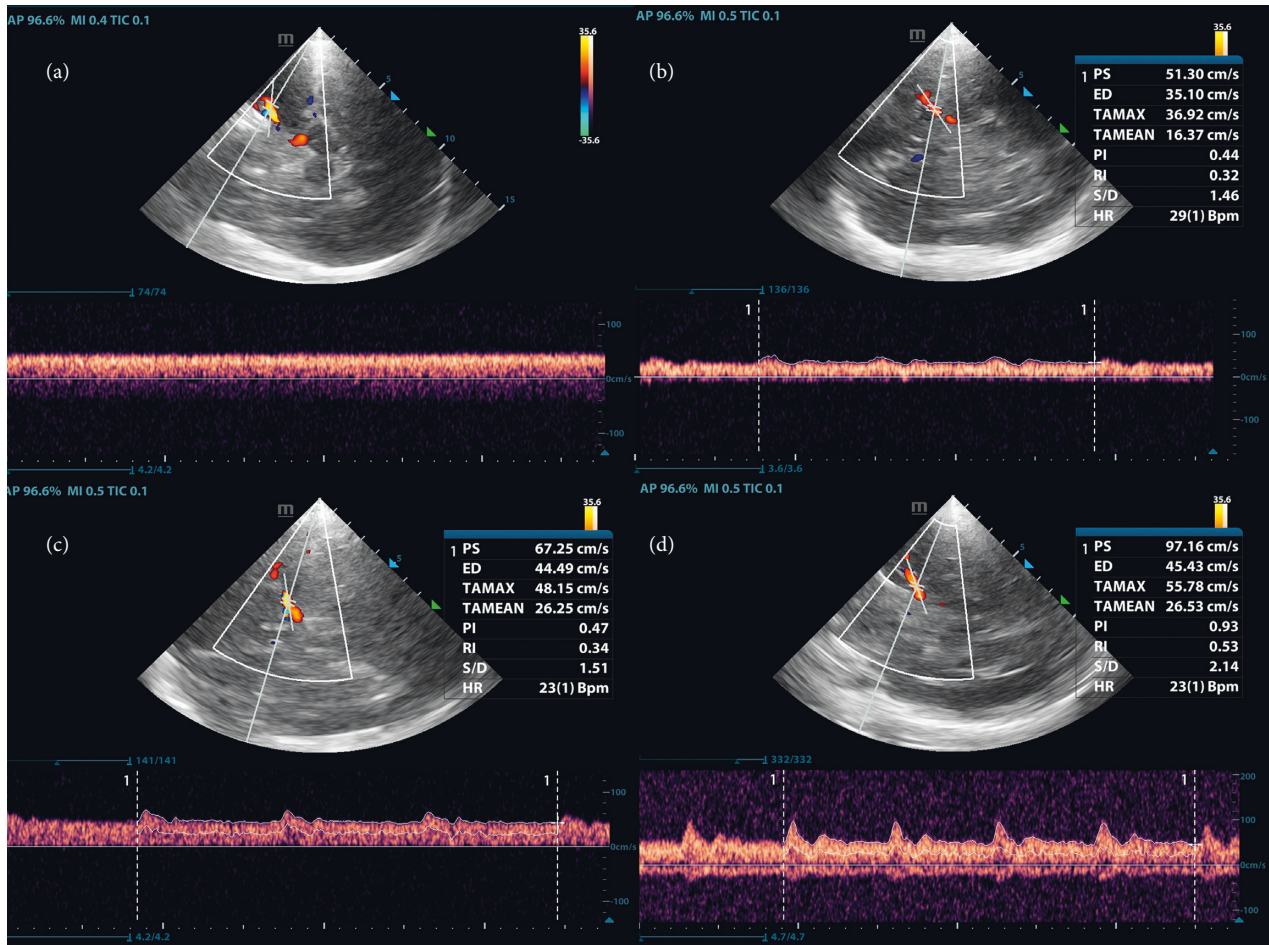 AP 96.6% MI 0.4 TIC 0.1
(a)
m
35.6
-35.6
5
10
15
74/74
100
0cm/s
-100
4.2/4.2
AP 96.6% MI 0.5 TIC 0.1
(b)
m
35.6
1 PS 51.30 cm/s
ED 35.10 cm/s
TAMAX 36.92 cm/s
TAMEAN 16.37 cm/s
PI 0.44
RI 0.32
S/D 1.46
HR 29(1) Bpm
5
136/136
1 1
100
0cm/s
-100
3.6/3.6
AP 96.6% MI 0.5 TIC 0.1
(c)
m
35.6
1 PS 67.25 cm/s
ED 44.49 cm/s
TAMAX 48.15 cm/s
TAMEAN 26.25 cm/s
PI 0.47
RI 0.34
S/D 1.51
HR 23(1) Bpm
5
141/141
1 1
100
0cm/s
-100
4.2/4.2
AP 96.6% MI 0.5 TIC 0.1
(d)
m
35.6
1 PS 97.16 cm/s
ED 45.43 cm/s
TAMAX 55.78 cm/s
TAMEAN 26.53 cm/s
PI 0.93
RI 0.53
S/D 2.14
HR 23(1) Bpm
5
332/332
1 1
200
100
0cm/s
-100
4.7/4.7